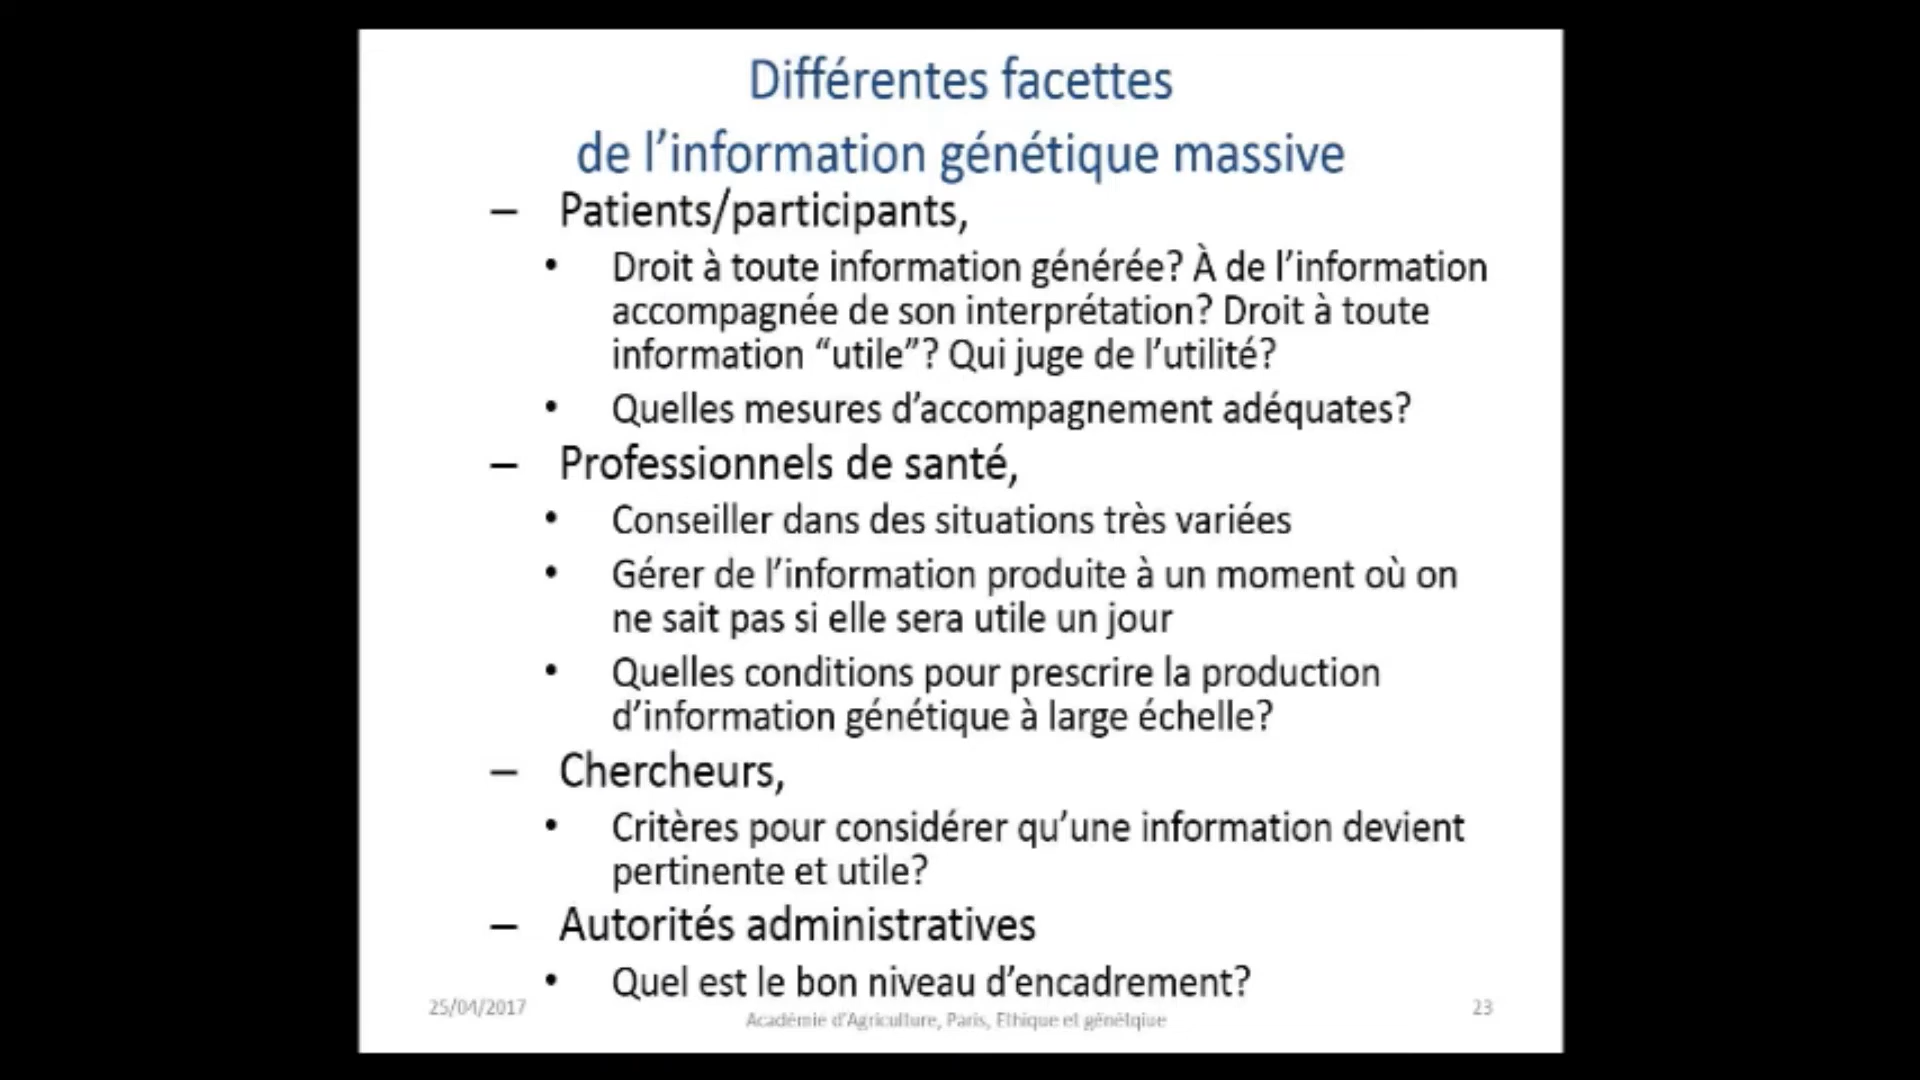 Différentes facettes
de l’information génétique massive
– Patients/participants,
• Droit à toute information générée? À de l’information
accompagnée de son interprétation? Droit à toute
information “utile”? Qui juge de l’utilité?
• Quelles mesures d’accompagnement adéquates?
– Professionnels de santé,
• Conseiller dans des situations très variées
• Gérer de l’information produite à un moment où on
ne sait pas si elle sera utile un jour
• Quelles conditions pour prescrire la production
d’information génétique à large échelle?
– Chercheurs,
• Critères pour considérer qu’une information devient
pertinente et utile?
– Autorités administratives
• Quel est le bon niveau d’encadrement?
25/04/2017
Académie d’Agriculture, Paris, Ethique et génétqiue
23